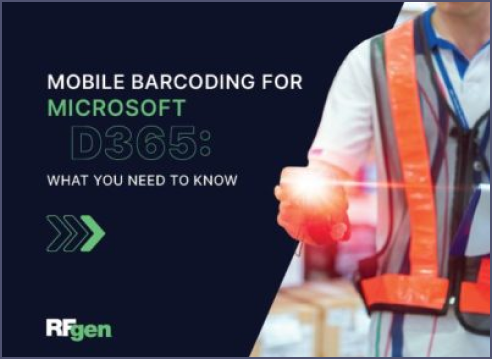 MOBILE BARCODING FOR
MICROSOFT
D365:
WHAT YOU NEED TO KNOW
RFgen